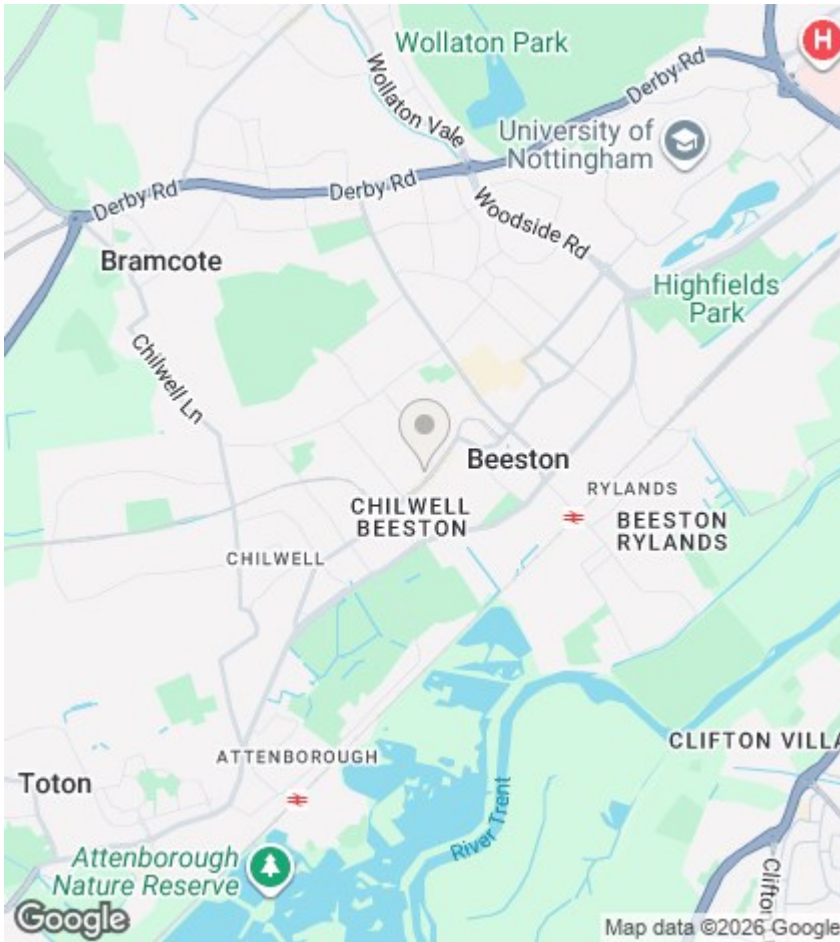 Wollaton Park
H
Derby Rd
Wollaton Vale
University of
Nottingham
Derby Rd
Derby Rd
Woodside Rd
Bramcote
Highfields
Park
Chilwell Ln
Beeston
CHILWELL
BEESTON
RYLANDS
BEESTON
RYLANDS
CHILWELL
CLIFTON VILLA
ATTENBOROUGH
Toton
River Trent
Attenborough
Nature Reserve
Clifton
Google
Map data ©2026 Google